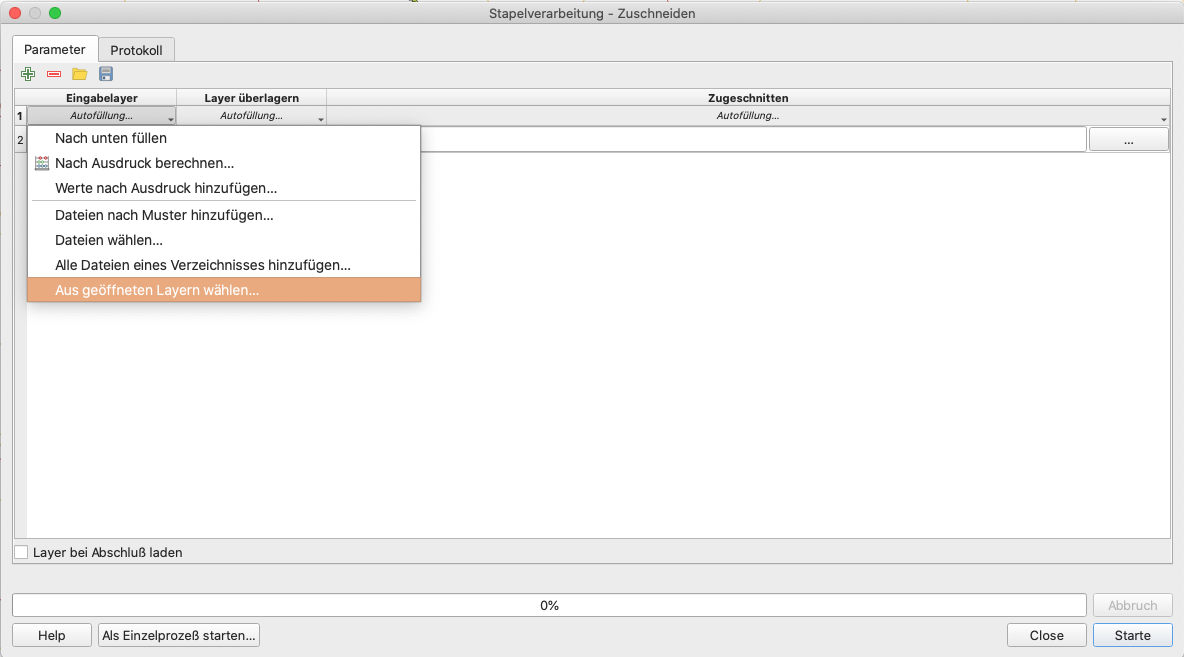 Stapelverarbeitung - Zuschneiden
Parameter
Protokoll
Eingabelayer
Layer überlagern
Zugeschnitten
1
Autofüllung...
Autofüllung...
Autofüllung...
2
...
Nach unten füllen
Nach Ausdruck berechnen...
Werte nach Ausdruck hinzufügen...
Dateien nach Muster hinzufügen...
Dateien wählen...
Alle Dateien eines Verzeichnisses hinzufügen...
Aus geöffneten Layern wählen...
Layer bei Abschluß laden
0%
Abbruch
Help
Als Einzelprozeß starten...
Close
Starte